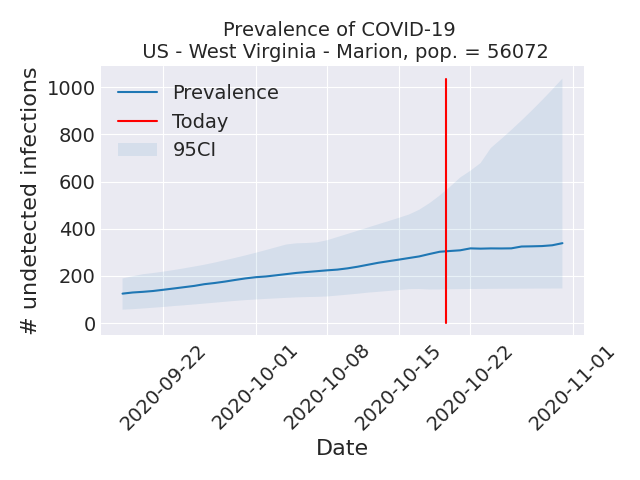 Prevalence of COVID-19
US - West Virginia - Marion, pop. = 56072
# undetected infections
1000
800
600
400
200
0
Prevalence
Today
95CI
2020-09-22
2020-10-01
2020-10-08
2020-10-15
2020-10-22
2020-11-01
Date